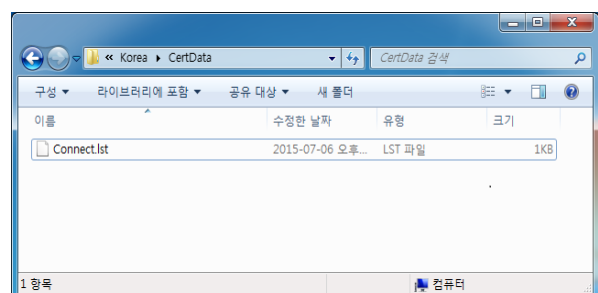 « Korea ▸ CertData
CertData 검색
구성 ▼ 라이브러리에 포함 ▼ 공유 대상 ▼ 새 폴더
이름 수정한 날짜 유형 크기
Connect.lst 2015-07-06 오후... LST 파일 1KB
1 항목 컴퓨터